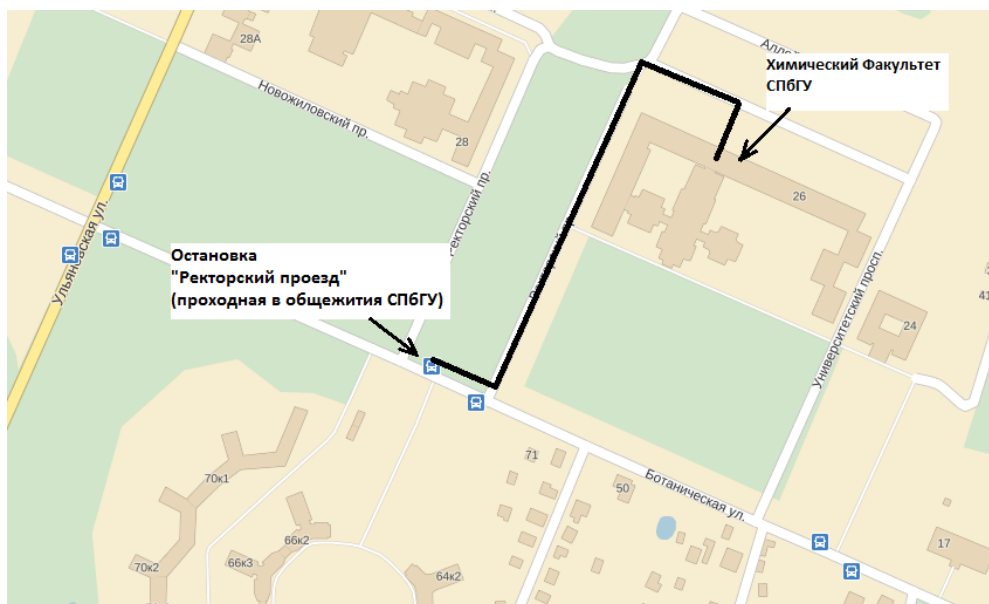 28А
Новожиловский пр.
28
Ульяновская ул.
Ректорский пр.
Химический Факультет
СПбГУ
26
Остановка
"Ректорский проезд"
(проходная в общежития СПбГУ)
Университетский просп.
24
41
71
50
Ботаническая ул.
17
70к1
70к2
66к2
66к3
64к2